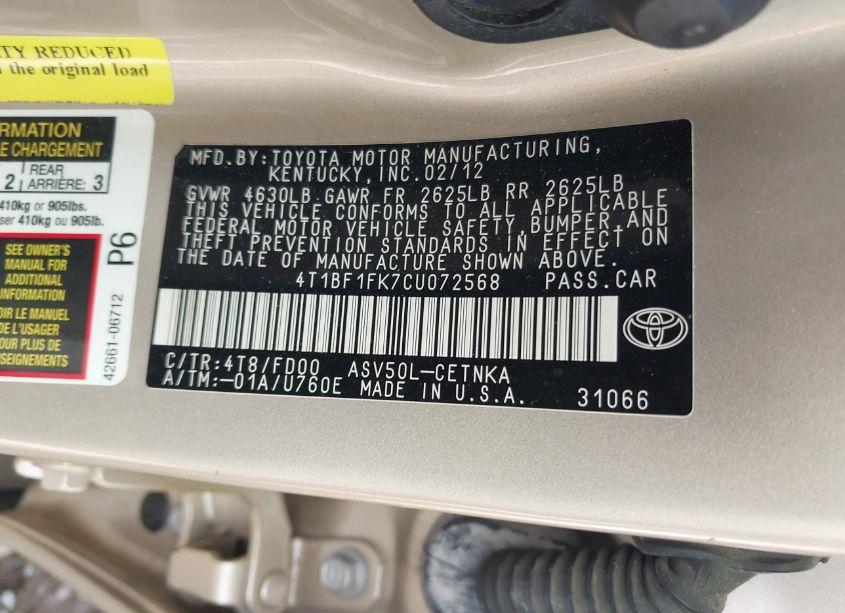 TY REDUCED
the original load
RMATION
E CHARGEMENT
2 REAR ARRIÈRE: 3
410kg or 905lbs.
ser 410kg ou 905lb.
SEE OWNER'S
MANUAL FOR
ADDITIONAL
INFORMATION
OIR LE MANUEL
DE L'USAGER
OUR PLUS DE
NSEIGNEMENTS
P6
42661-06712
MFD.BY:TOYOTA MOTOR MANUFACTURING,
KENTUCKY,INC.02/12
GVWR 4630LB GAWR FR 2625LB RR 2625LB
THIS VEHICLE CONFORMS TO ALL APPLICABLE
FEDERAL MOTOR VEHICLE SAFETY,BUMPER,AND
THEFT PREVENTION STANDARDS IN EFFECT ON
THE DATE OF MANUFACTURE SHOWN ABOVE.
4T1BF1FK7CU072568 PASS.CAR
C/TR:4T8/FD00 ASV50L-CETNKA
A/TM:-01A/U760E MADE IN U.S.A. 31066